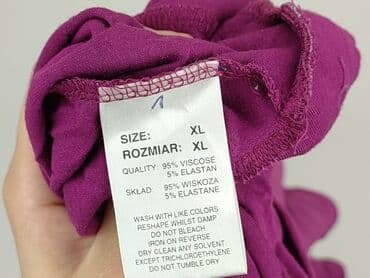 1
SIZE: XL
ROZMIAR: XL
QUALITY: 95% VISCOSE
5% ELASTAN
SKŁAD: 95% WISKOZA
5% ELASTANE
WASH WITH LIKE COLORS
RESHAPE WHILST DAMP
DO NOT BLEACH
IRON ON REVERSE
DRY CLEAN ANY SOLVENT
EXCEPT TRICHLOROETHYLENE
DO NOT TUMBLE DRY